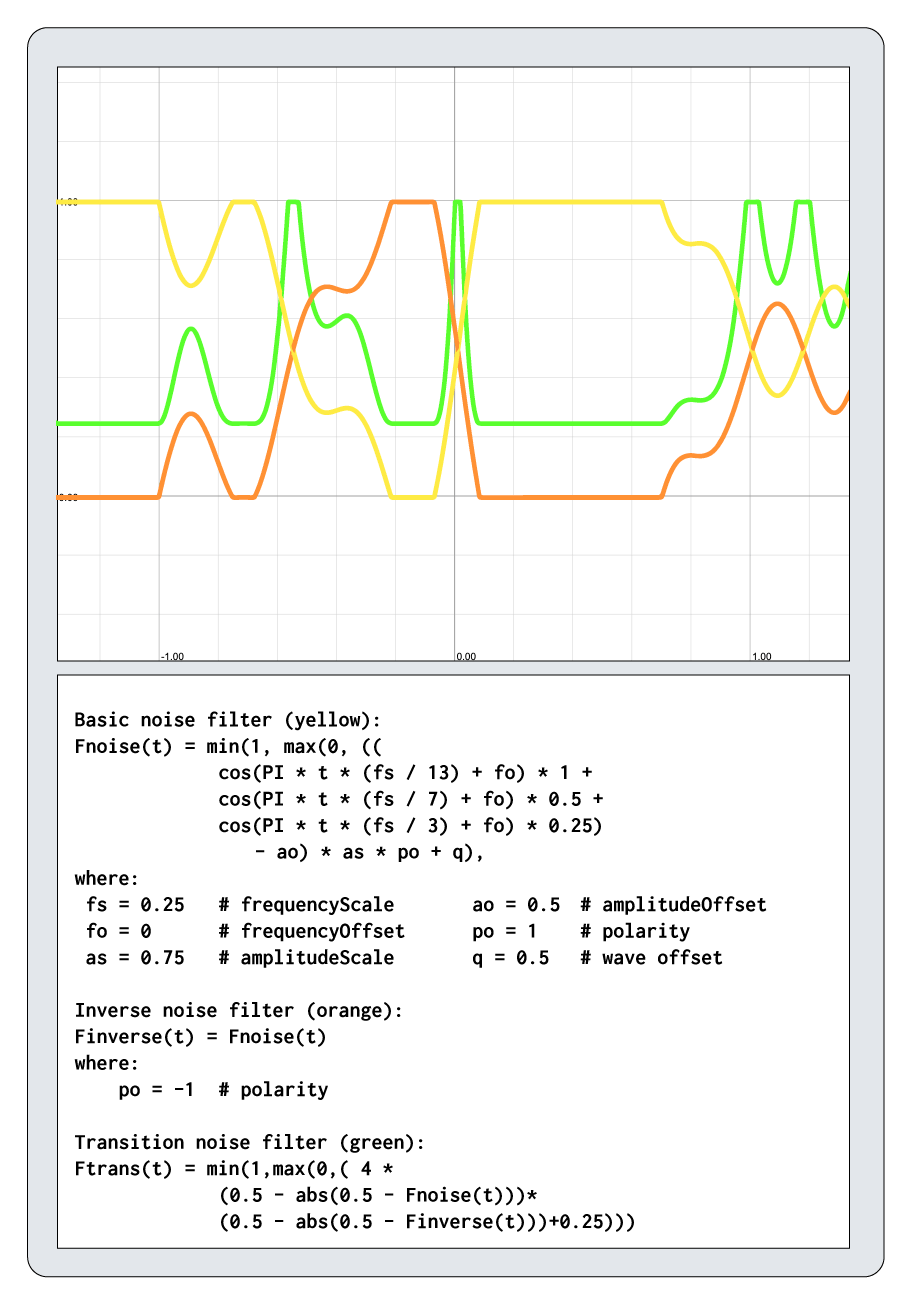 1.00
0.00
-1.00 0.00 1.00
Basic noise filter (yellow):
Fnoise(t) = min(1, max(0, ((
cos(PI * t * (fs / 13) + fo) * 1 +
cos(PI * t * (fs / 7) + fo) * 0.5 +
cos(PI * t * (fs / 3) + fo) * 0.25)
- ao) * as * po + q),
where:
fs = 0.25 # frequencyScale ao = 0.5 # amplitudeOffset
fo = 0 # frequencyOffset po = 1 # polarity
as = 0.75 # amplitudeScale q = 0.5 # wave offset
Inverse noise filter (orange):
Finverse(t) = Fnoise(t)
where:
po = -1 # polarity
Transition noise filter (green):
Ftrans(t) = min(1,max(0,( 4 *
(0.5 - abs(0.5 - Fnoise(t)))*
(0.5 - abs(0.5 - Finverse(t)))+0.25)))